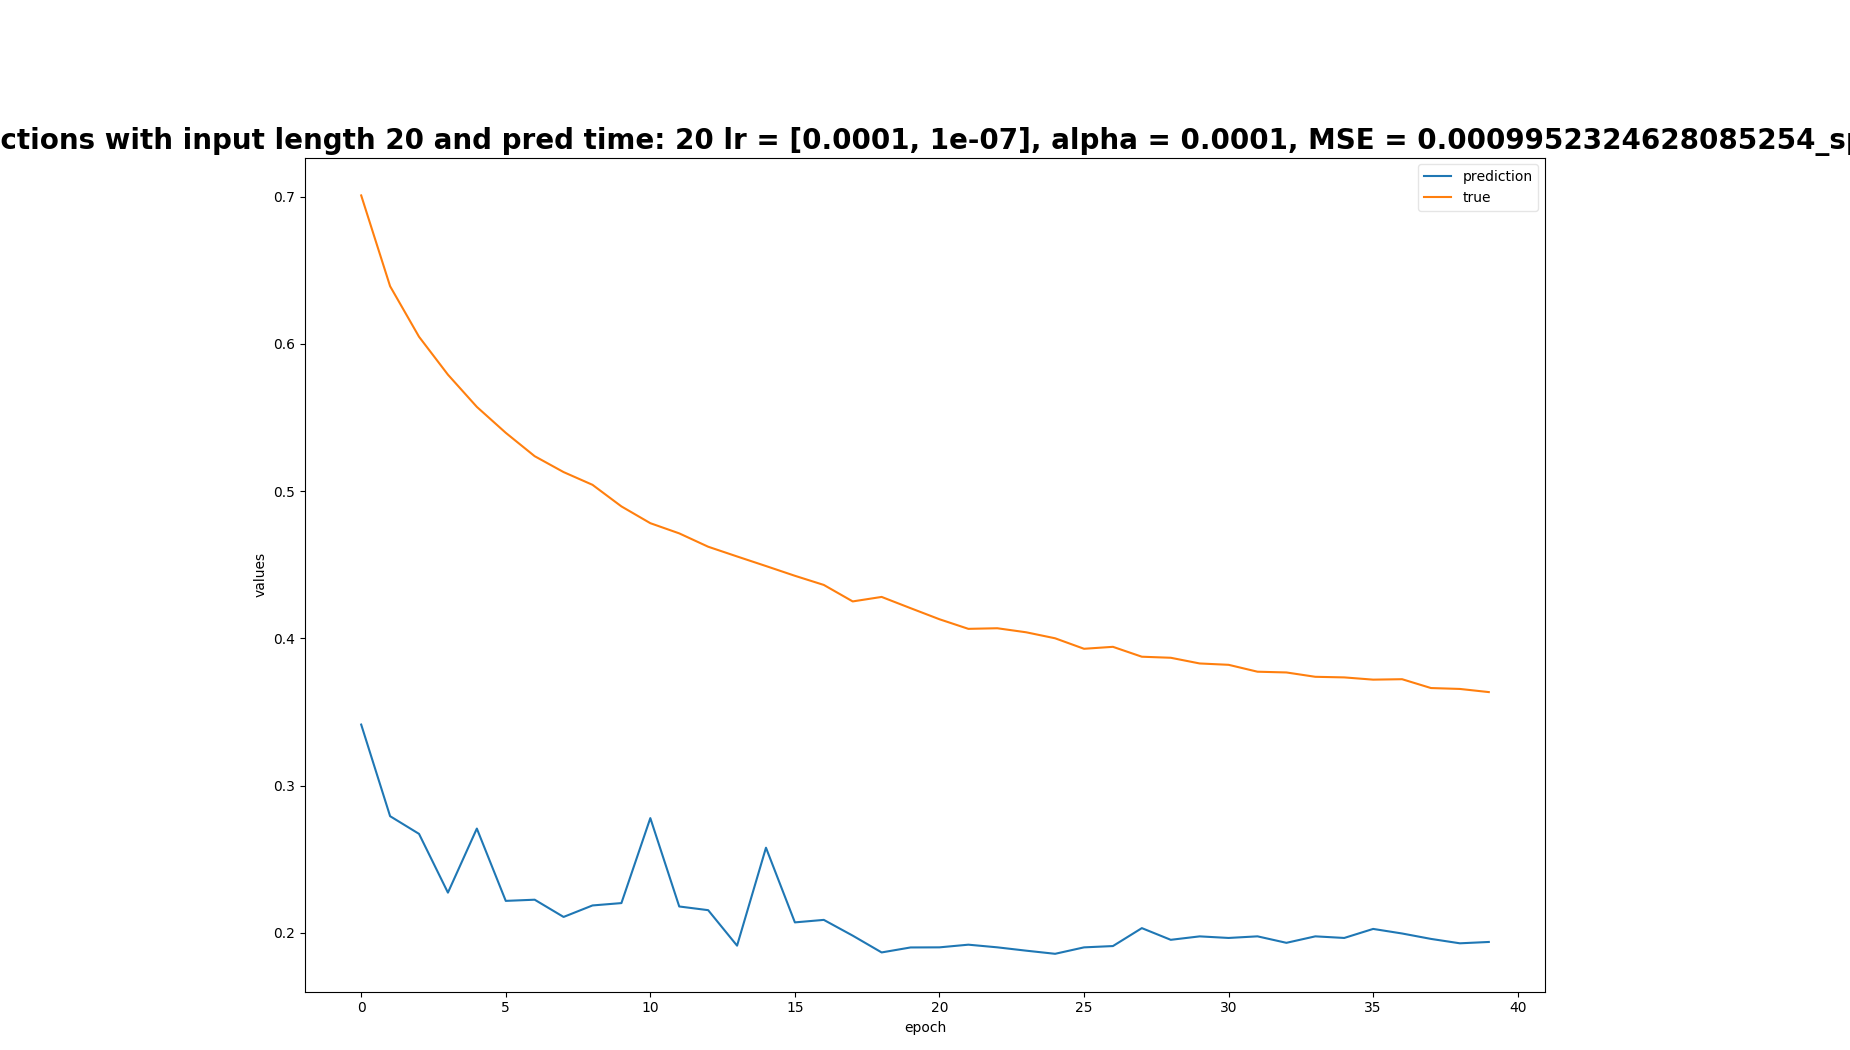 ctions with input length 20 and pred time: 20 lr = [0.0001, 1e-07], alpha = 0.0001, MSE = 0.0009952324628085254_sp
prediction
true
0.7
0.6
0.5
0.4
0.3
0.2
values
0 5 10 15 20 25 30 35 40
epoch